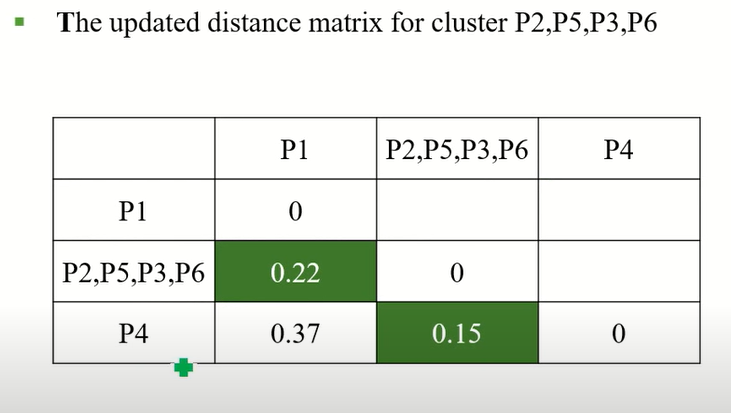 The updated distance matrix for cluster P2,P5,P3,P6
P1 P2,P5,P3,P6 P4
P1 0
P2,P5,P3,P6 0.22 0
P4 0.37 0.15 0